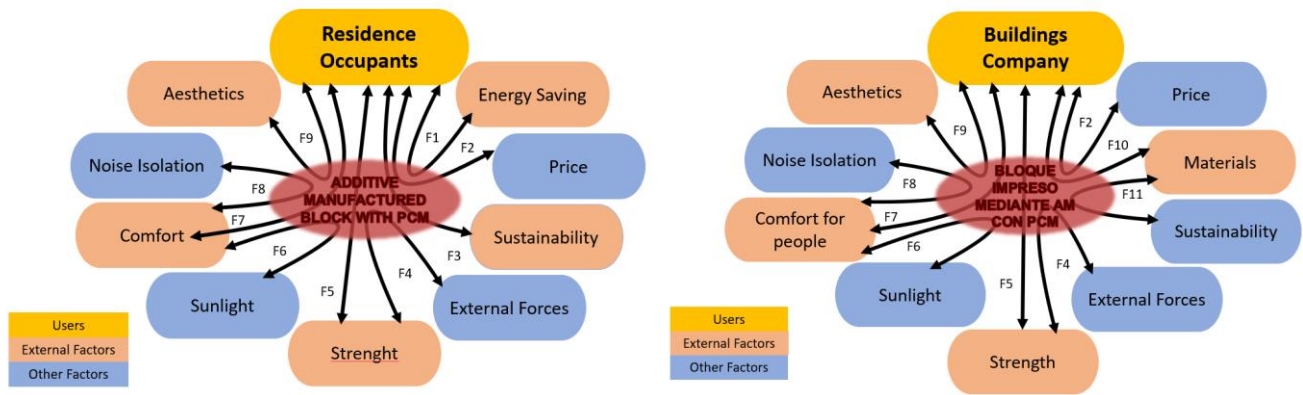 Residence
Occupants
Aesthetics
Energy Saving
F9
F1
F2
Noise Isolation
Price
ADDITIVE
MANUFACTURED
BLOCK WITH PCM
F8
F7
Comfort
Sustainability
F6
F3
F5
F4
Sunlight
External Forces
Strenght
Users
External Factors
Other Factors
Buildings
Company
Aesthetics
Price
F9
F2
F10
Noise Isolation
Materials
BLOQUE
IMPRESO
MEDIANTE AM
CON PCM
F8
F11
F7
Comfort for
people
Sustainability
F6
F5
F4
Sunlight
External Forces
Strength
Users
External Factors
Other Factors